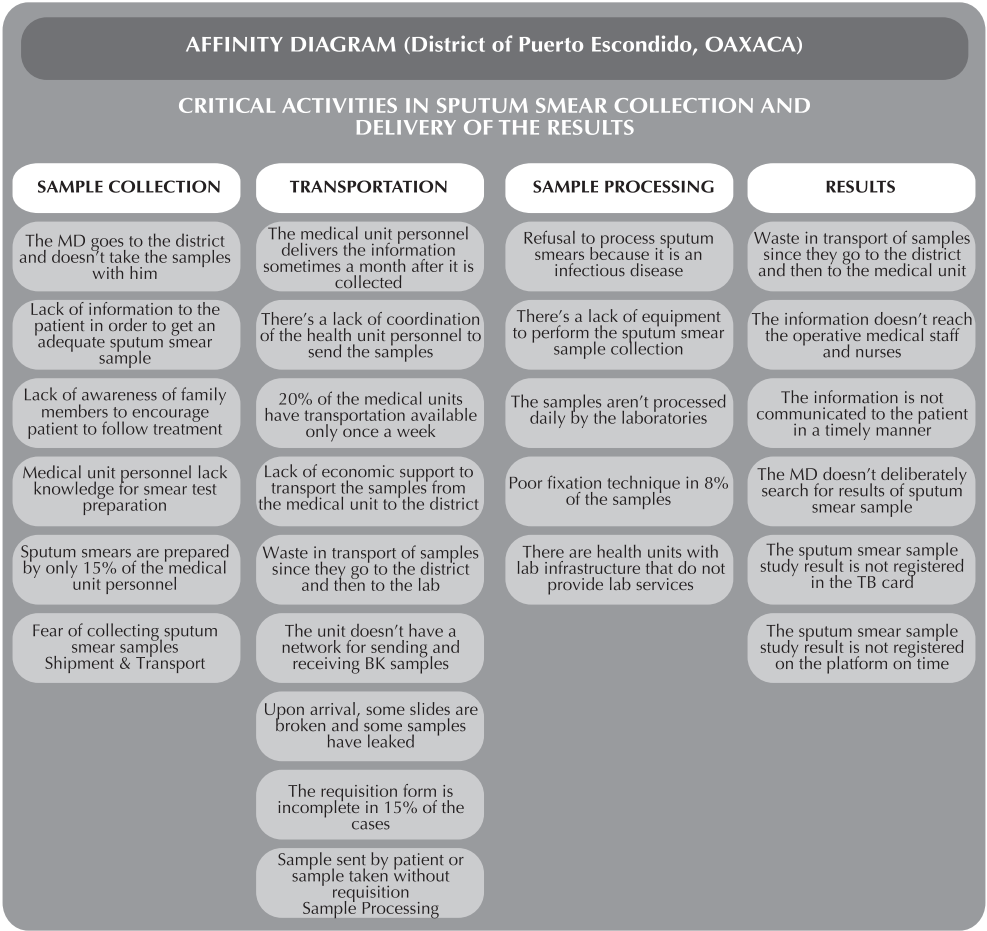 AFFINITY DIAGRAM (District of Puerto Escondido, OAXACA)
CRITICAL ACTIVITIES IN SPUTUM SMEAR COLLECTION AND
DELIVERY OF THE RESULTS
SAMPLE COLLECTION
The MD goes to the district
and doesn't take the samples
with him
Lack of information to the
patient in order to get an
adequate sputum smear
sample
Lack of awareness of family
members to encourage
patient to follow treatment
Medical unit personnel lack
knowledge for smear test
preparation
Sputum smears are prepared
by only 15% of the medical
unit personnel
Fear of collecting sputum
smear samples
Shipment & Transport
TRANSPORTATION
The medical unit personnel
delivers the information
sometimes a month after it is
collected
There's a lack of coordination
of the health unit personnel to
send the samples
20% of the medical units
have transportation available
only once a week
Lack of economic support to
transport the samples from
the medical unit to the district
Waste in transport of samples
since they go to the district
and then to the lab
The unit doesn't have a
network for sending and
receiving BK samples
Upon arrival, some slides are
broken and some samples
have leaked
The requisition form is
incomplete in 15% of the
cases
Sample sent by patient or
sample taken without
requisition
Sample Processing
SAMPLE PROCESSING
Refusal to process sputum
smears because it is an
infectious disease
There's a lack of equipment
to perform the sputum smear
sample collection
The samples aren't processed
daily by the laboratories
Poor fixation technique in 8%
of the samples
There are health units with
lab infrastructure that do not
provide lab services
RESULTS
Waste in transport of samples
since they go to the district
and then to the medical unit
The information doesn't reach
the operative medical staff
and nurses
The information is not
communicated to the patient
in a timely manner
The MD doesn't deliberately
search for results of sputum
smear sample
The sputum smear sample
study result is not registered
in the TB card
The sputum smear sample
study result is not registered
on the platform on time